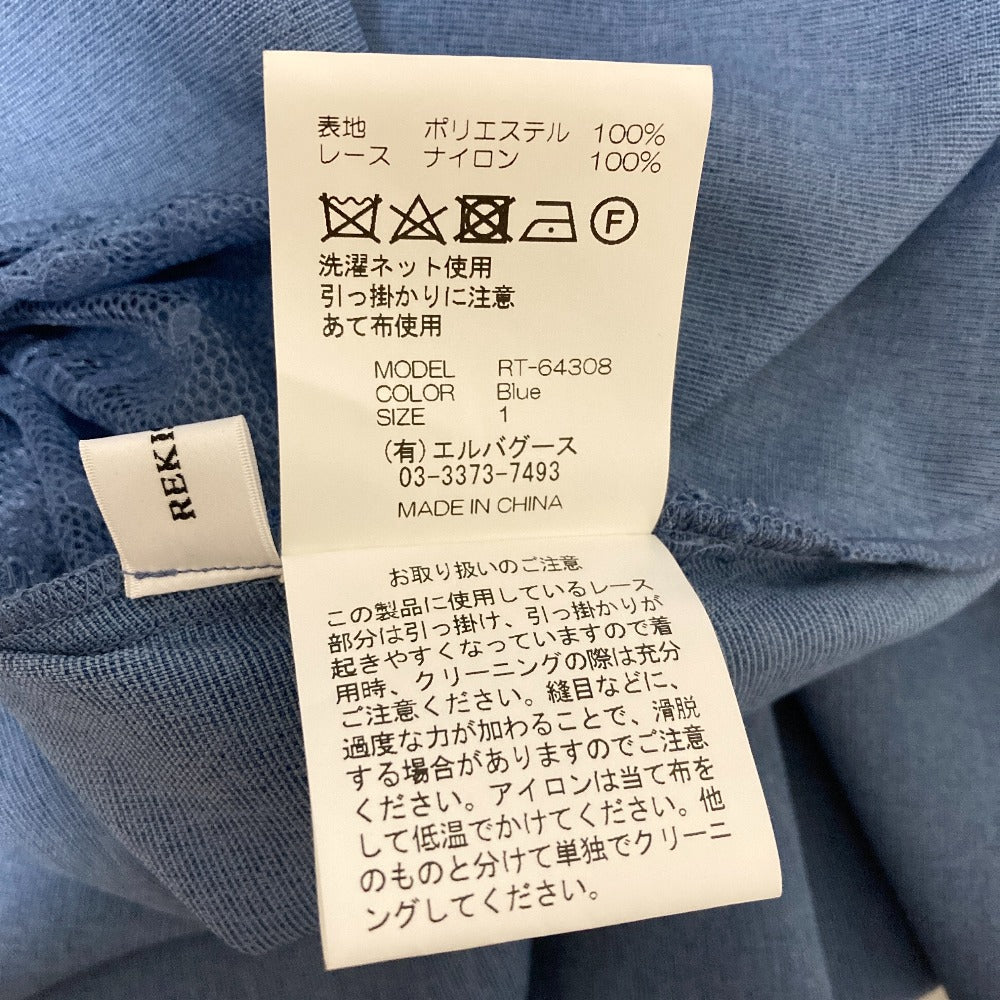 表地 ポリエステル 100%
レース ナイロン 100%
F
洗濯ネット使用
引っ掛かりに注意
あて布使用
MODEL RT-64308
COLOR Blue
SIZE 1
(有)エルバグース
03-3373-7493
MADE IN CHINA
お取り扱いのご注意
この製品に使用しているレース
部分は引っ掛け、引っ掛かりが
起きやすくなっていますので着
用時、クリーニングの際は充分
ご注意ください。縫目などに、
過度な力が加わることで、滑脱
する場合がありますのでご注意
ください。アイロンは当て布を
して低温でかけてください。他
のものと分けて単独でクリーニ
ングしてください。